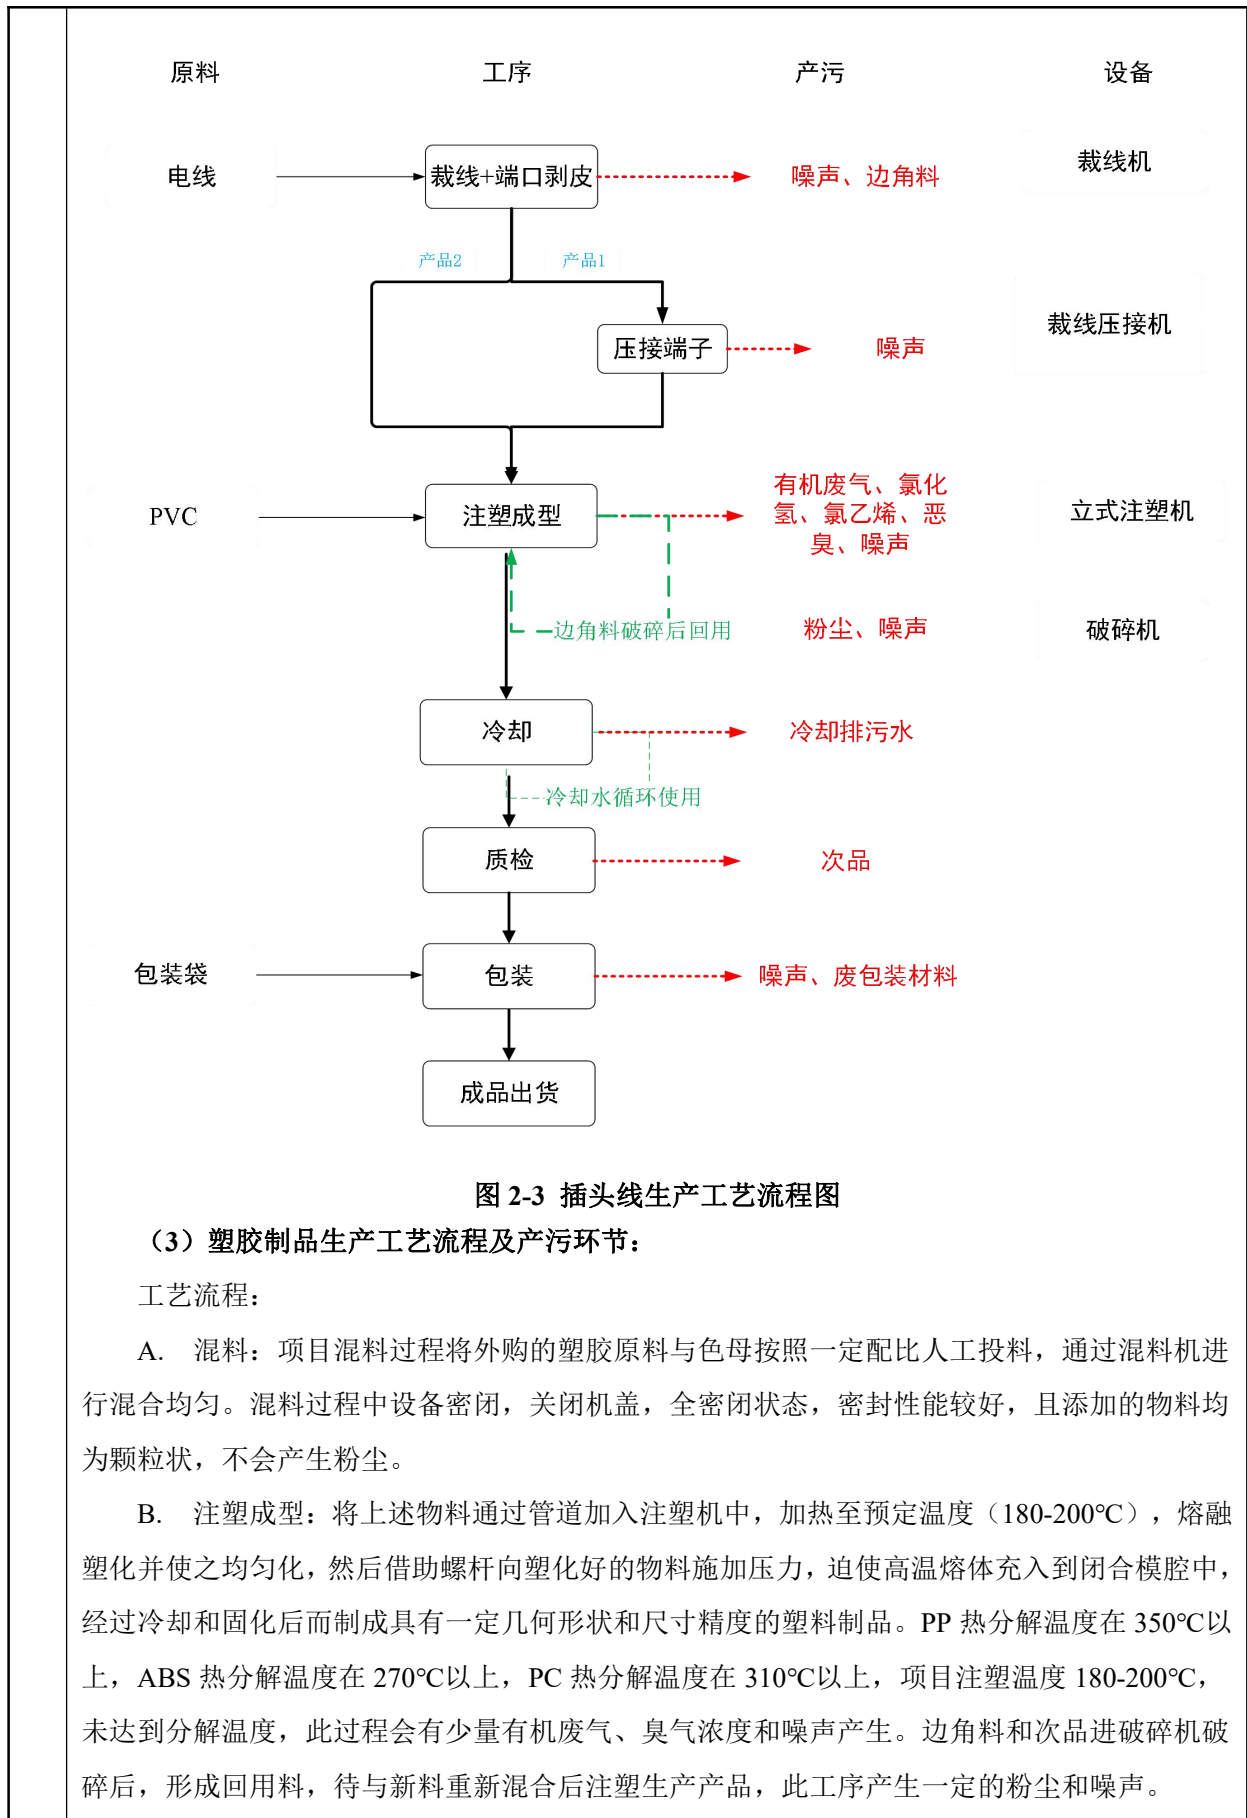 原料 工序 产污 设备
电线 裁线+端口剥皮 噪声、边角料 裁线机
产品2 产品1
压接端子 噪声 裁线压接机
PVC 注塑成型 有机废气、氯化
氢、氯乙烯、恶
臭、噪声 立式注塑机
边角料破碎后回用 粉尘、噪声 破碎机
冷却 冷却排污水
冷却水循环使用
质检 次品
包装袋 包装 噪声、废包装材料
成品出货
图 2-3 插头线生产工艺流程图
（3）塑胶制品生产工艺流程及产污环节：
工艺流程：
A. 混料：项目混料过程将外购的塑胶原料与色母按照一定配比人工投料，通过混料机进
行混合均匀。混料过程中设备密闭，关闭机盖，全密闭状态，密封性能较好，且添加的物料均
为颗粒状，不会产生粉尘。
B. 注塑成型：将上述物料通过管道加入注塑机中，加热至预定温度（180-200℃），熔融
塑化并使之均匀化，然后借助螺杆向塑化好的物料施加压力，迫使高温熔体充入到闭合模腔中，
经过冷却和固化后而制成具有一定几何形状和尺寸精度的塑料制品。PP 热分解温度在 350℃以
上，ABS 热分解温度在 270℃以上，PC 热分解温度在 310℃以上，项目注塑温度 180-200℃，
未达到分解温度，此过程会有少量有机废气、臭气浓度和噪声产生。边角料和次品进破碎机破
碎后，形成回用料，待与新料重新混合后注塑生产产品，此工序产生一定的粉尘和噪声。